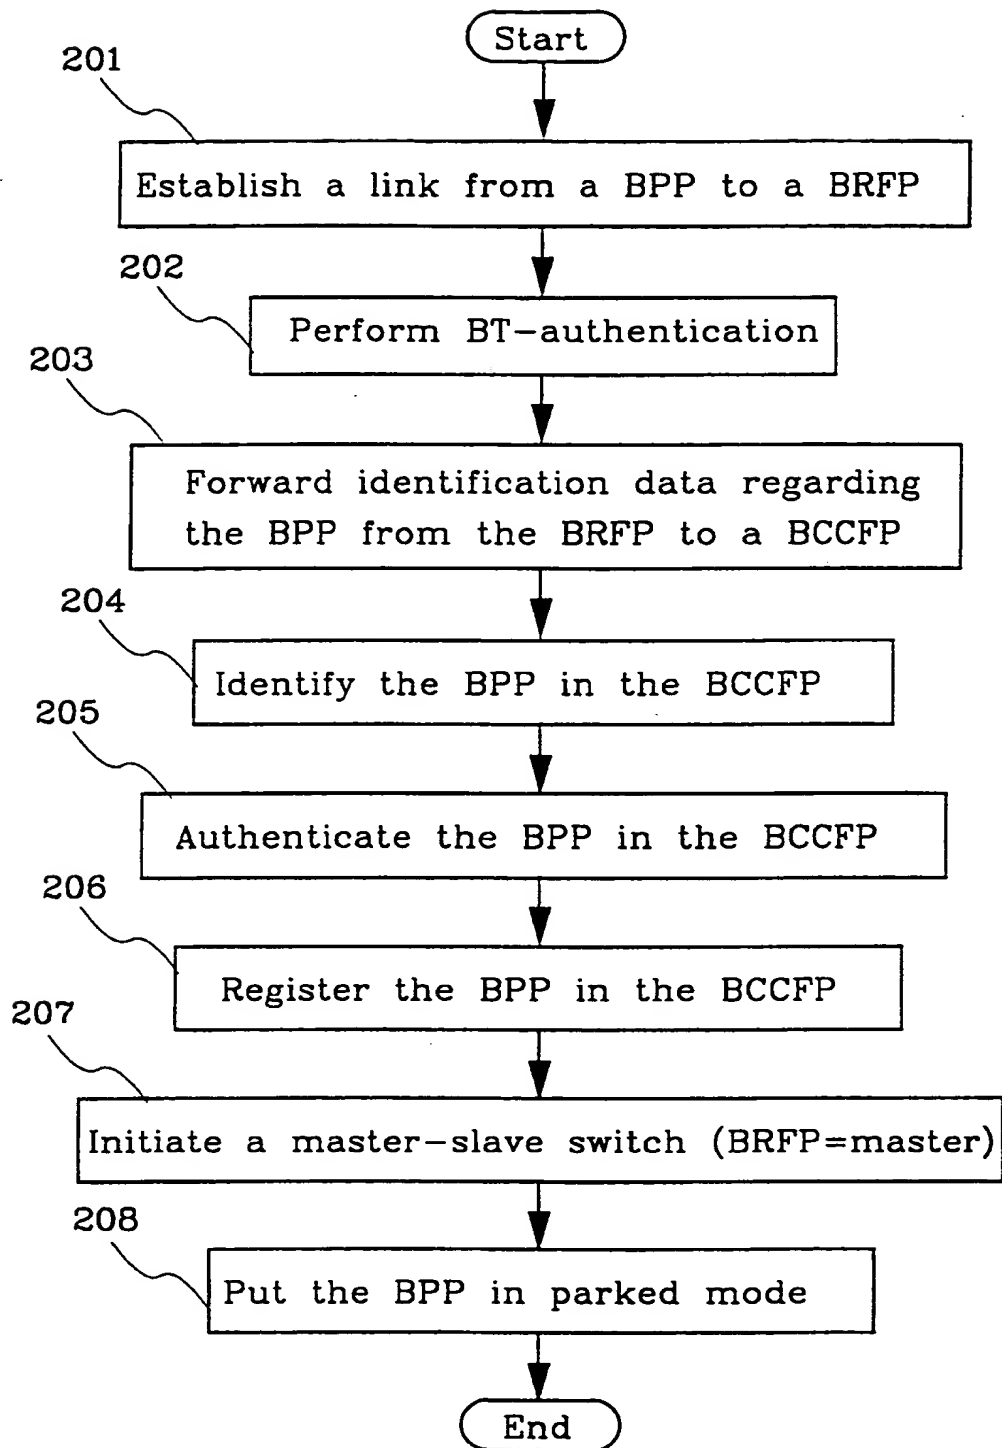 Start
201
Establish a link from a BPP to a BRFP
202
Perform BT-authentication
203
Forward identification data regarding
the BPP from the BRFP to a BCCFP
204
Identify the BPP in the BCCFP
205
Authenticate the BPP in the BCCFP
206
Register the BPP in the BCCFP
207
Initiate a master-slave switch (BRFP=master)
208
Put the BPP in parked mode
End